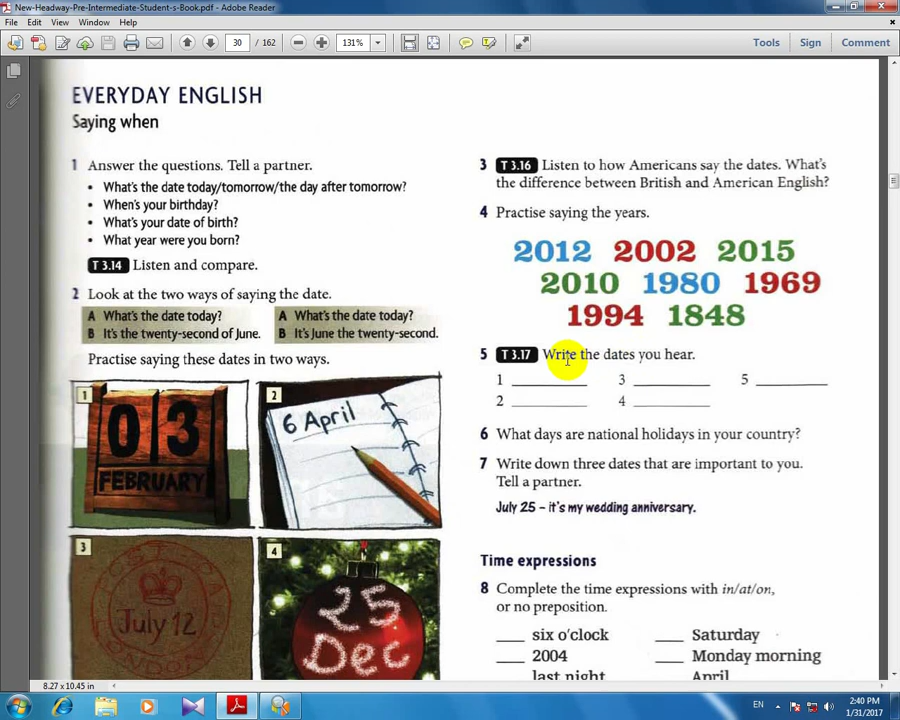 New-Headway-Pre-Intermediate-Student-s-Book.pdf - Adobe Reader
File Edit View Window Help
30 / 162 131% Tools Sign Comment
EVERYDAY ENGLISH
Saying when
1 Answer the questions. Tell a partner.
• What's the date today/tomorrow/the day after tomorrow?
• When's your birthday?
• What's your date of birth?
• What year were you born?
T 3.14 Listen and compare.
2 Look at the two ways of saying the date.
A What's the date today?
B It's the twenty-second of June.
A What's the date today?
B It's June the twenty-second.
Practise saying these dates in two ways.
1
03
FEBRUARY
2
6 April
3
July 12
LONDON
4
25
Dec
3 T 3.16 Listen to how Americans say the dates. What's
the difference between British and American English?
4 Practise saying the years.
2012 2002 2015
2010 1980 1969
1994 1848
5 T 3.17 Write the dates you hear.
1 ________ 3 ________ 5 ________
2 ________ 4 ________
6 What days are national holidays in your country?
7 Write down three dates that are important to you.
Tell a partner.
July 25 – it's my wedding anniversary.
Time expressions
8 Complete the time expressions with in/at/on,
or no preposition.
___ six o'clock ___ Saturday
___ 2004 ___ Monday morning
last night April
8.27 x 10.45 in
EN 2:40 PM
1/31/2017